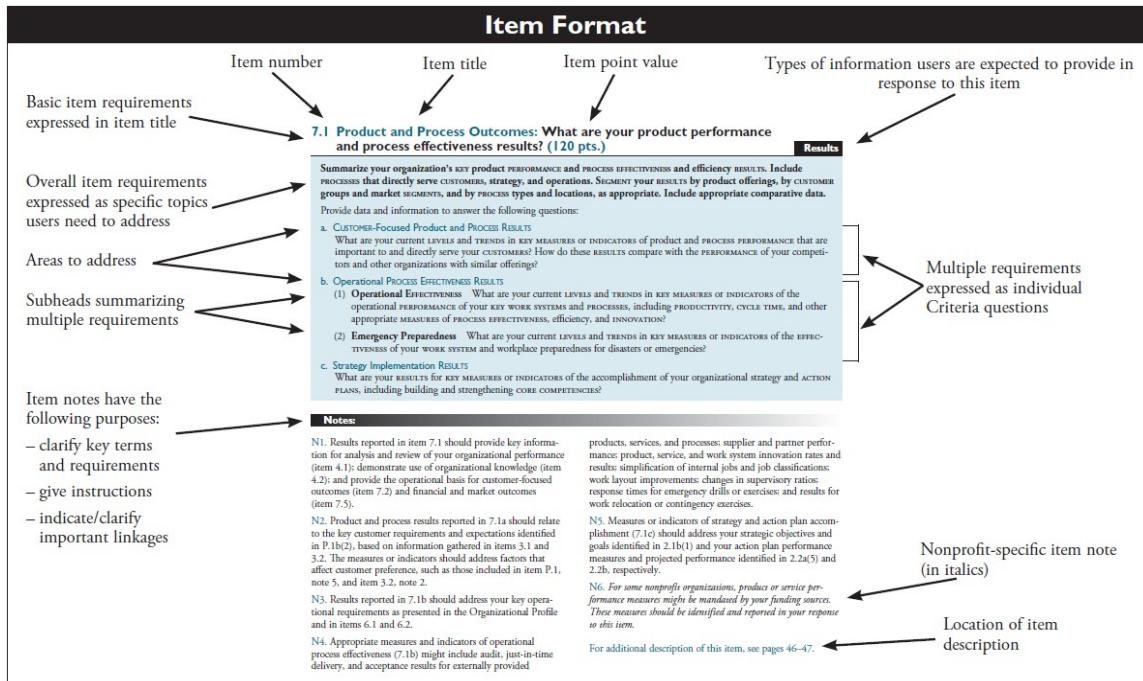 Item Format
Item number
Item title
Item point value
Types of information users are expected to provide in
response to this item
Basic item requirements
expressed in item title
7.1 Product and Process Outcomes: What are your product performance
and process effectiveness results? (120 pts.)
Results
Overall item requirements
expressed as specific topics
users need to address
Summarize your organization's KEY product PERFORMANCE and PROCESS EFFECTIVENESS and efficiency RESULTS. Include
PROCESSES that directly serve CUSTOMERS, strategy, and operations. SEGMENT your RESULTS by product offerings, by CUSTOMER
groups and market SEGMENTS, and by PROCESS types and locations, as appropriate. Include appropriate comparative data.
Provide data and information to answer the following questions:
Areas to address
a. CUSTOMER-Focused Product and PROCESS RESULTS
What are your current LEVELS and TRENDS in KEY MEASURES or INDICATORS of product and PROCESS PERFORMANCE that are
important to and directly serve your CUSTOMERS? How do these RESULTS compare with the PERFORMANCE of your competi-
tors and other organizations with similar offerings?
Subheads summarizing
multiple requirements
b. Operational PROCESS EFFECTIVENESS RESULTS
(1) Operational EFFECTIVENESS What are your current LEVELS and TRENDS in KEY MEASURES or INDICATORS of the
operational PERFORMANCE of your KEY WORK SYSTEMS and PROCESSES, including PRODUCTIVITY, CYCLE TIME, and other
appropriate MEASURES of PROCESS EFFECTIVENESS, efficiency, and INNOVATION?
(2) Emergency Preparedness What are your current LEVELS and TRENDS in KEY MEASURES or INDICATORS of the EFFEC-
TIVENESS of your WORK SYSTEM and workplace preparedness for disasters or emergencies?
c. Strategy Implementation RESULTS
What are your RESULTS for KEY MEASURES or INDICATORS of the accomplishment of your organizational strategy and ACTION
PLANS, including building and strengthening CORE COMPETENCIES?
Multiple requirements
expressed as individual
Criteria questions
Item notes have the
following purposes:
– clarify key terms
and requirements
– give instructions
– indicate/clarify
important linkages
Notes:
N1. Results reported in item 7.1 should provide key informa-
tion for analysis and review of your organizational performance
(item 4.1); demonstrate use of organizational knowledge (item
4.2); and provide the operational basis for customer-focused
outcomes (item 7.2) and financial and market outcomes
(item 7.5).
N2. Product and process results reported in 7.1a should relate
to the key customer requirements and expectations identified
in P.1b(2), based on information gathered in items 3.1 and
3.2. The measures or indicators should address factors that
affect customer preference, such as those included in item P.1,
note 5, and item 3.2, note 2.
N3. Results reported in 7.1b should address your key opera-
tional requirements as presented in the Organizational Profile
and in items 6.1 and 6.2.
N4. Appropriate measures and indicators of operational
process effectiveness (7.1b) might include audit, just-in-time
delivery, and acceptance results for externally provided
products, services, and processes; supplier and partner perfor-
mance; product, service, and work system innovation rates and
results; simplification of internal jobs and job classifications;
work layout improvements; changes in supervisory ratios;
response times for emergency drills or exercises; and results for
work relocation or contingency exercises.
N5. Measures or indicators of strategy and action plan accom-
plishment (7.1c) should address your strategic objectives and
goals identified in 2.1b(1) and your action plan performance
measures and projected performance identified in 2.2a(5) and
2.2b, respectively.
N6. For some nonprofit organizations, product or service per-
formance measures might be mandated by your funding sources.
These measures should be identified and reported in your response
to this item.
For additional description of this item, see pages 46–47.
Nonprofit-specific item note
(in italics)
Location of item
description